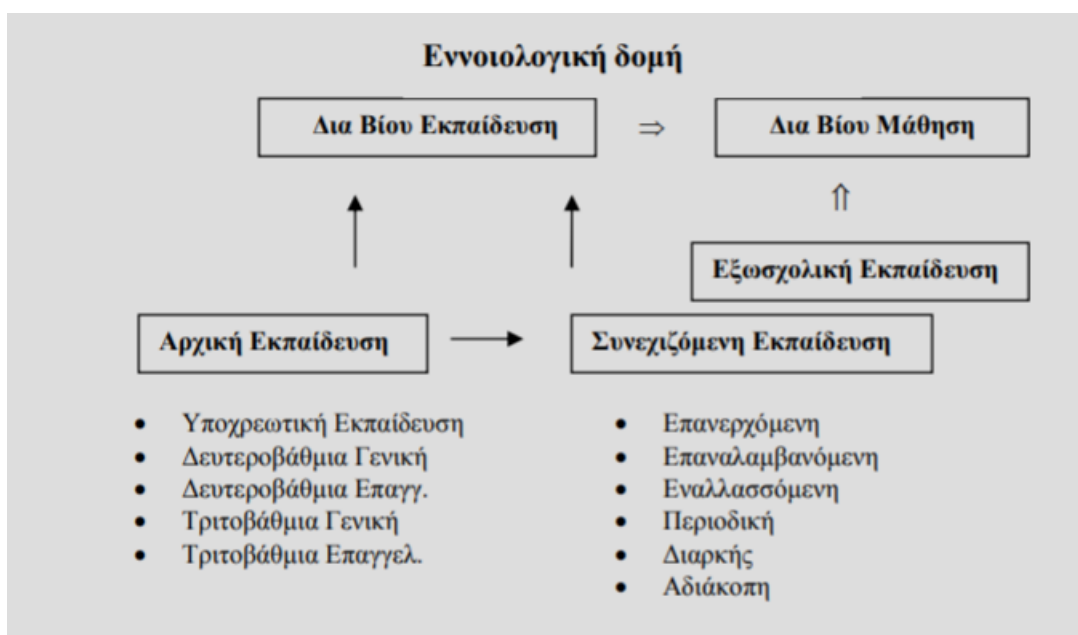 Εννοιολογική δομή
Δια Βίου Εκπαίδευση ⇒ Δια Βίου Μάθηση
⇑
Εξωσχολική Εκπαίδευση
Αρχική Εκπαίδευση → Συνεχιζόμενη Εκπαίδευση
• Υποχρεωτική Εκπαίδευση
• Δευτεροβάθμια Γενική
• Δευτεροβάθμια Επαγγ.
• Τριτοβάθμια Γενική
• Τριτοβάθμια Επαγγελ.
• Επανερχόμενη
• Επαναλαμβανόμενη
• Εναλλασσόμενη
• Περιοδική
• Διαρκής
• Αδιάκοπη